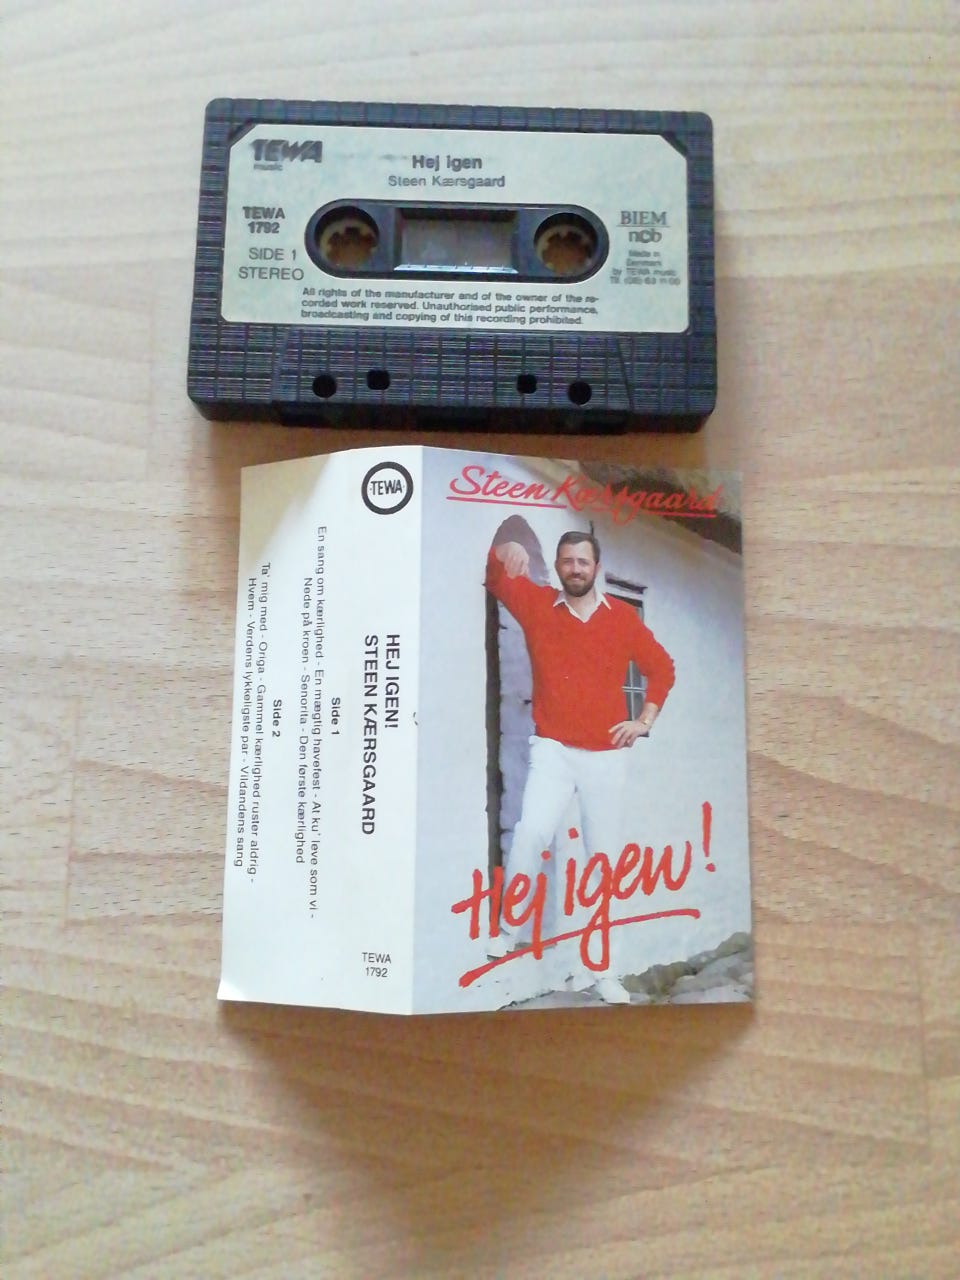 TEWA
music
Hej igen
Steen Kærsgaard
TEWA
1792
SIDE 1
STEREO
BIEM
ncb
Made in
Denmark
by TEWA music
All rights of the manufacturer and of the owner of the re-
corded work reserved. Unauthorised public performance,
broadcasting and copying of this recording prohibited.
Steen Kærsgaard
Hej igen!
TEWA
HEJ IGEN!
STEEN KÆRSGAARD
TEWA
1792
Side 1
En sang om kærlighed - En mægtig havefest - At ku' leve som vi -
Nede på kroen - Senorita - Den første kærlighed
Side 2
Ta' mig med - Origa - Gammel kærlighed ruster aldrig -
Hvem - Verdens lykkeligste par - Vildandens sang